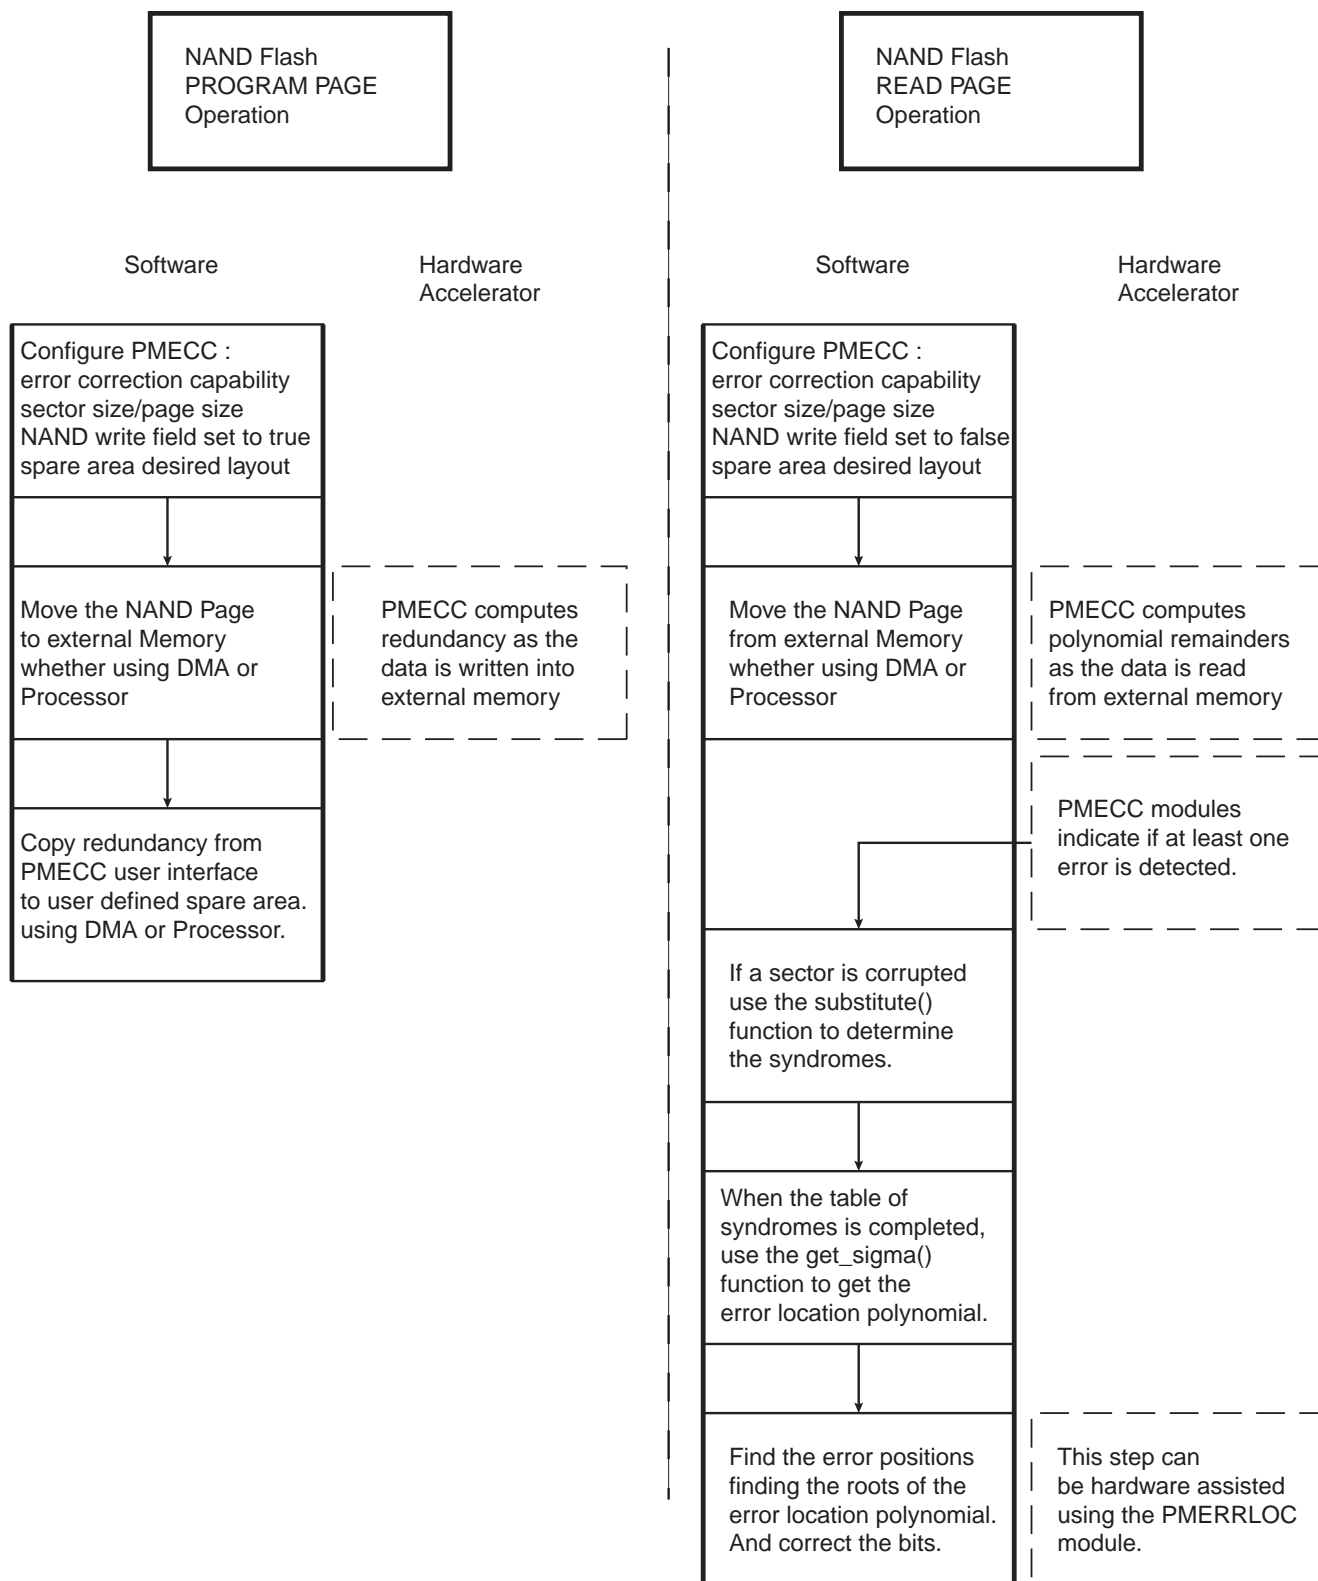 NAND Flash
PROGRAM PAGE
Operation
Software
Hardware
Accelerator
Configure PMECC :
error correction capability
sector size/page size
NAND write field set to true
spare area desired layout
Move the NAND Page
to external Memory
whether using DMA or
Processor
PMECC computes
redundancy as the
data is written into
external memory
Copy redundancy from
PMECC user interface
to user defined spare area.
using DMA or Processor.
NAND Flash
READ PAGE
Operation
Software
Hardware
Accelerator
Configure PMECC :
error correction capability
sector size/page size
NAND write field set to false
spare area desired layout
Move the NAND Page
from external Memory
whether using DMA or
Processor
PMECC computes
polynomial remainders
as the data is read
from external memory
PMECC modules
indicate if at least one
error is detected.
If a sector is corrupted
use the substitute()
function to determine
the syndromes.
When the table of
syndromes is completed,
use the get_sigma()
function to get the
error location polynomial.
Find the error positions
finding the roots of the
error location polynomial.
And correct the bits.
This step can
be hardware assisted
using the PMERRLOC
module.